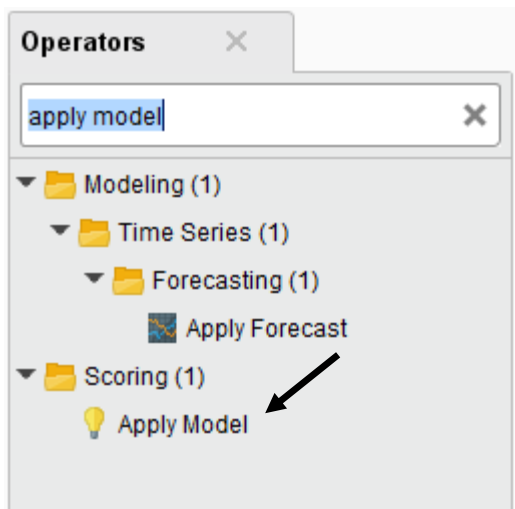 Operators
apply model
Modeling (1)
Time Series (1)
Forecasting (1)
Apply Forecast
Scoring (1)
Apply Model